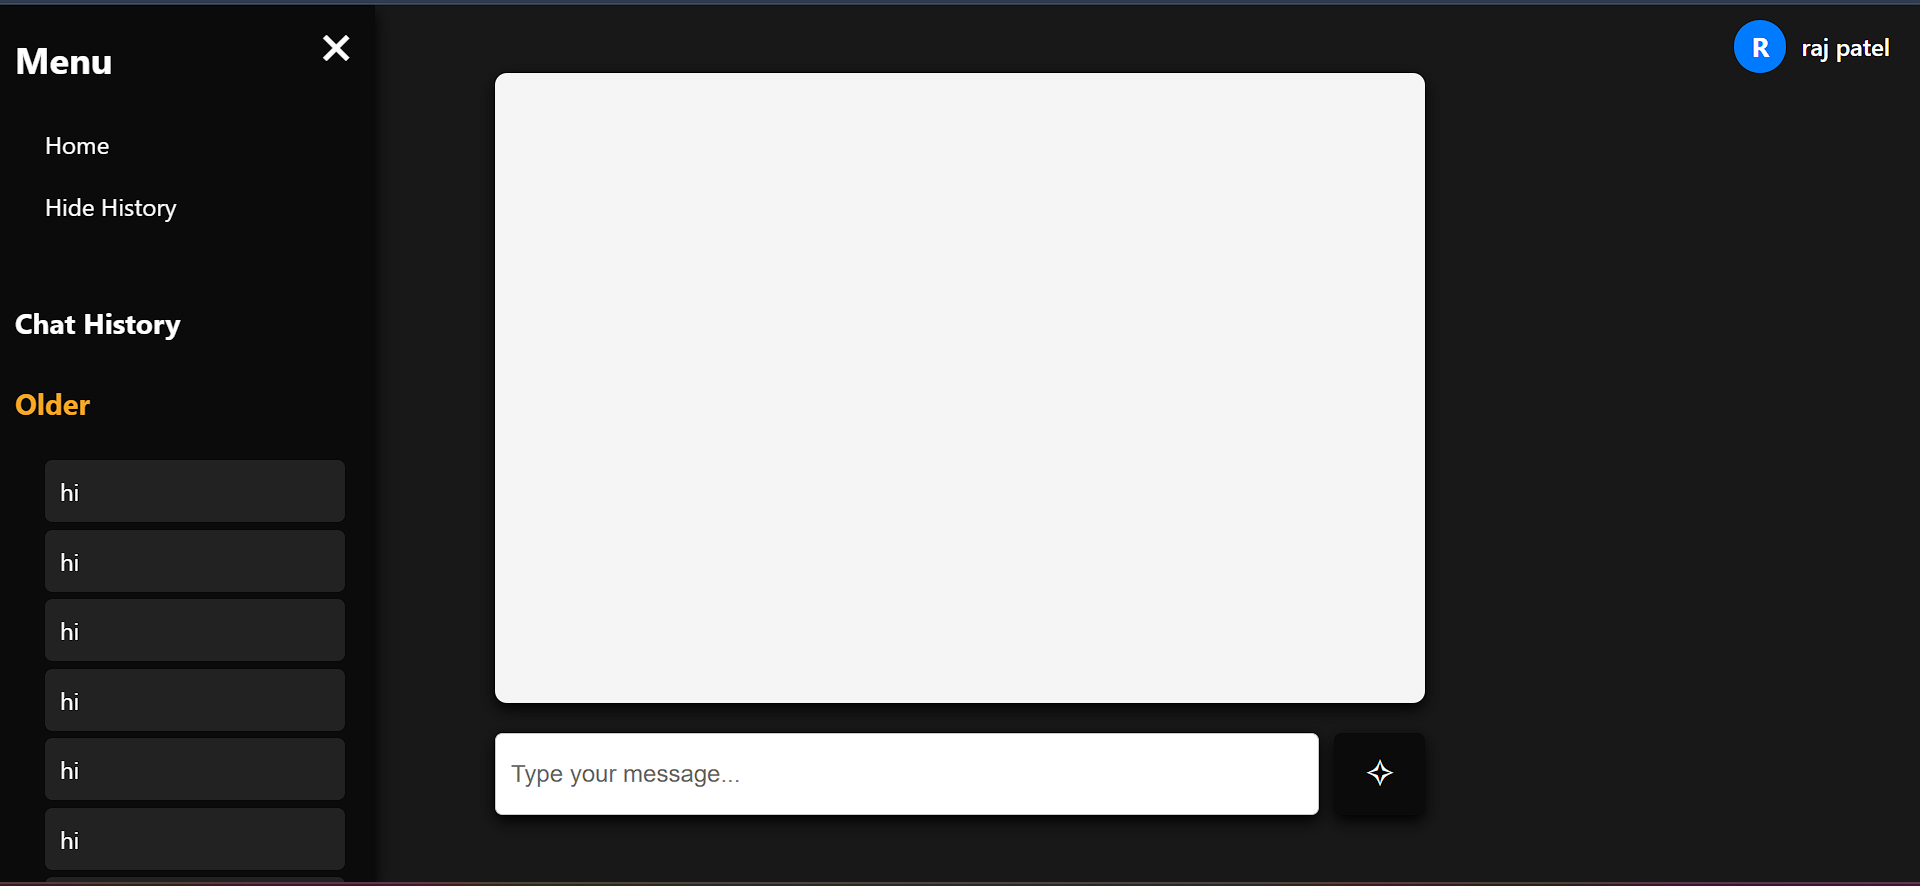 Menu
Home
Hide History
Chat History
Older
hi
hi
hi
hi
hi
hi
R
raj patel
Type your message...